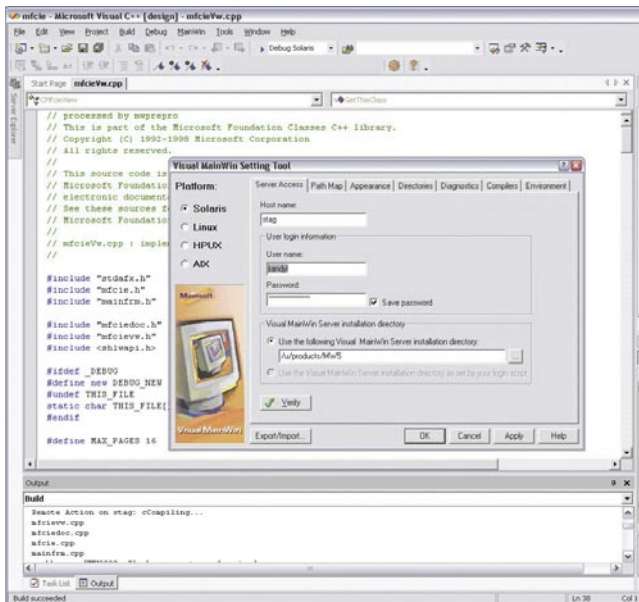 mfcie - Microsoft Visual C++ [design] - mfcieVw.cpp
File Edit View Project Build Debug MainWin Tools Window Help
Debug Solaris
Start Page mfcieVw.cpp
CMfcieView
GetThisClass
Server Explorer
// processed by mwprepro
// This is part of the Microsoft Foundation Classes C++ library.
// Copyright (C) 1992-1998 Microsoft Corporation
// All rights reserved.
//
// This source code is
// Microsoft Foundatio
// electronic document
// See these sources f
// Microsoft Foundatio
//
// mfcieVw.cpp : imple
//
#include "stdafx.h"
#include "mfcie.h"
#include "mainfrm.h"
#include "mfciedoc.h"
#include "mfcievw.h"
#include <shlwapi.h>
#ifdef _DEBUG
#define new DEBUG_NEW
#undef THIS_FILE
static char THIS_FILE[
#endif
#define MAX_PAGES 16
Visual MainWin Setting Tool
Platform:
Solaris
Linux
HPUX
AIX
Mainsoft
Visual MainWin
Server Access Path Map Appearance Directories Diagnostics Compilers Environment
Host name:
stag
User login information
User name:
Password:
Save password
Visual MainWin Server installation directory
Use the following Visual MainWin Server installation directory:
/u/products/MW5
...
Use the Visual MainWin Server installation directory as set by your login script
Verify
Export/Import...
OK Cancel Apply Help
Output
Build
Remote Action on stag: cCompiling...
mfcievw.cpp
mfciedoc.cpp
mfcie.cpp
mainfrm.cpp
Task List Output
Build succeeded
Ln 38 Col 1